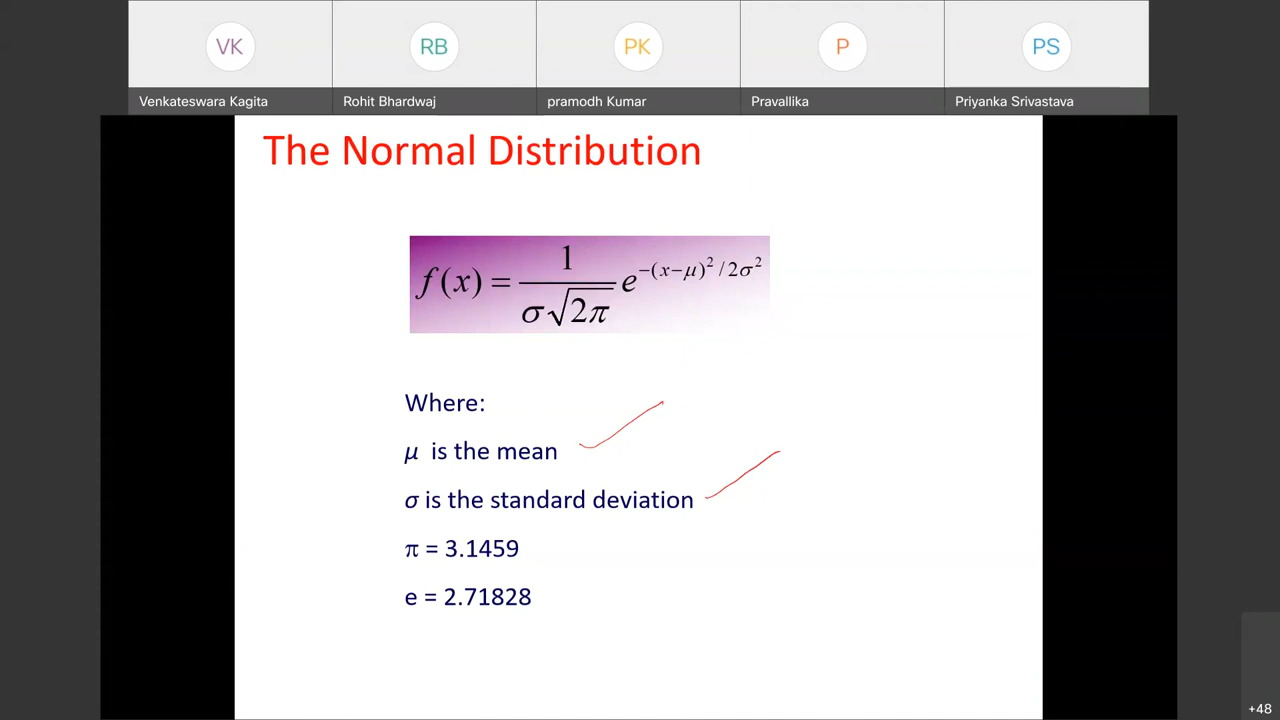 VK RB PK P PS
Venkateswara Kagita Rohit Bhardwaj pramodh Kumar Pravallika Priyanka Srivastava
The Normal Distribution
f(x) = 1/(σ√2π) e^−(x−μ)²/2σ²
Where:
μ is the mean
σ is the standard deviation
π = 3.1459
e = 2.71828
+48